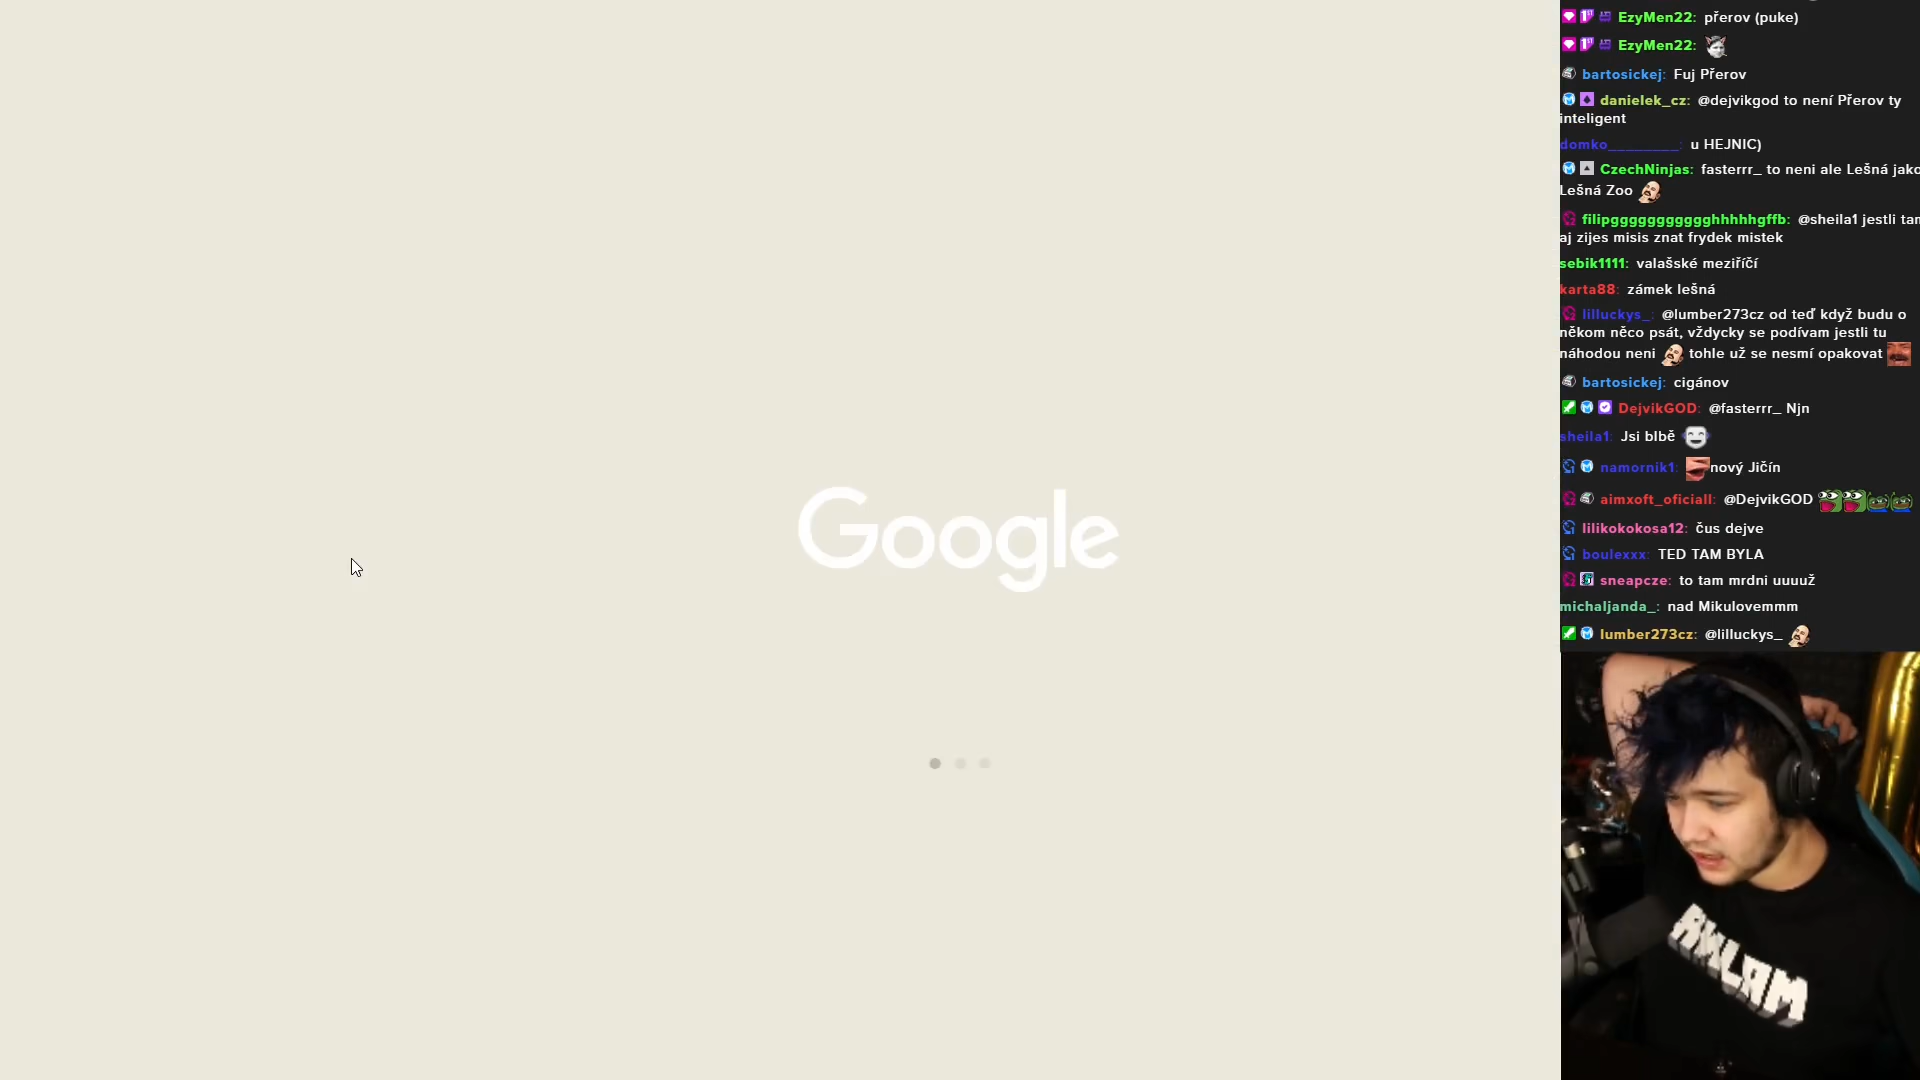 EzyMen22: přerov (puke)
EzyMen22:
bartosickej: Fuj Přerov
danielek_cz: @dejvikgod to není Přerov ty
inteligent
domko________: u HEJNIC)
CzechNinjas: fasterrr_ to neni ale Lešná jako
Lešná Zoo
filipggggggggggghhhhhgffb: @sheila1 jestli tam
aj zijes misis znat frydek mistek
sebik1111: valašské meziříčí
karta88: zámek lešná
lilluckys_: @lumber273cz od teď když budu o
někom něco psát, vždycky se podívam jestli tu
náhodou neni tohle už se nesmí opakovat
bartosickej: cigánov
DejvikGOD: @fasterrr_ Njn
sheila1: Jsi blbě
namornik1: nový Jičín
aimxoft_oficiall: @DejvikGOD
lilikokokosa12: čus dejve
boulexxx: TED TAM BYLA
sneapcze: to tam mrdni uuuuž
michaljanda_: nad Mikulovemmm
lumber273cz: @lilluckys_
Google